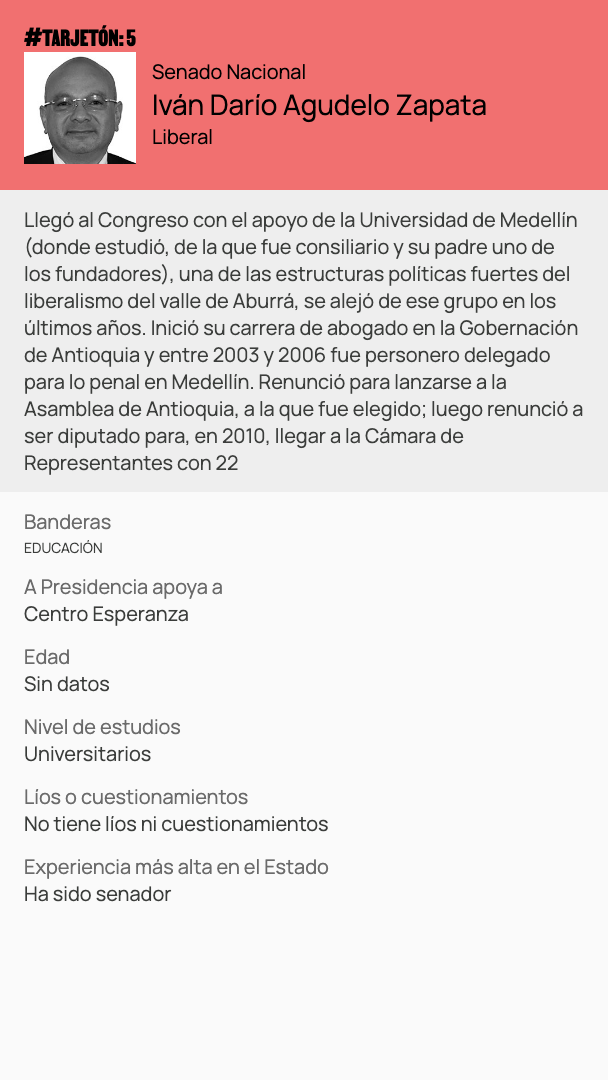 #TARJETÓN: 5
Senado Nacional
Iván Darío Agudelo Zapata
Liberal
Llegó al Congreso con el apoyo de la Universidad de Medellín
(donde estudió, de la que fue consiliario y su padre uno de
los fundadores), una de las estructuras políticas fuertes del
liberalismo del valle de Aburrá, se alejó de ese grupo en los
últimos años. Inició su carrera de abogado en la Gobernación
de Antioquia y entre 2003 y 2006 fue personero delegado
para lo penal en Medellín. Renunció para lanzarse a la
Asamblea de Antioquia, a la que fue elegido; luego renunció a
ser diputado para, en 2010, llegar a la Cámara de
Representantes con 22
Banderas
EDUCACIÓN
A Presidencia apoya a
Centro Esperanza
Edad
Sin datos
Nivel de estudios
Universitarios
Líos o cuestionamientos
No tiene líos ni cuestionamientos
Experiencia más alta en el Estado
Ha sido senador